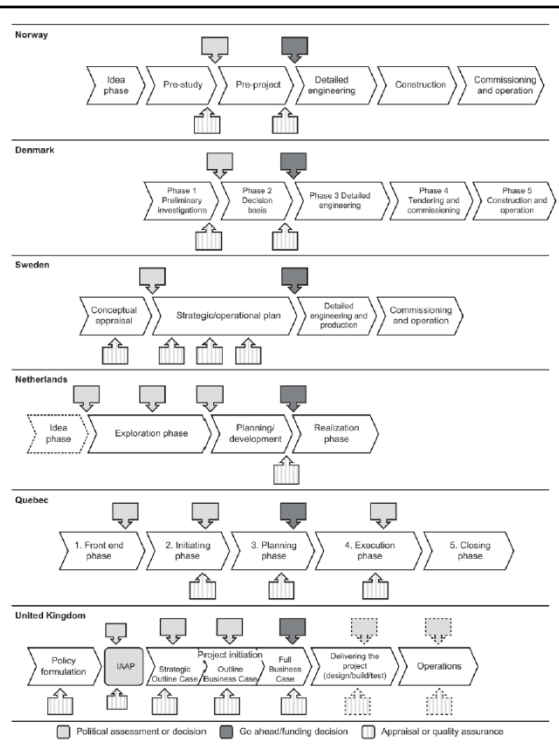 Norway
Idea
phase
Pre-study
Pre-project
Detailed
engineering
Construction
Commissioning
and operation
Denmark
Phase 1
Preliminary
investigations
Phase 2
Decision
basis
Phase 3 Detailed
engineering
Phase 4
Tendering and
commissioning
Phase 5
Construction and
operation
Sweden
Conceptual
appraisal
Strategic/operational plan
Detailed
engineering and
production
Commissioning
and operation
Netherlands
Idea
phase
Exploration phase
Planning/
development
Realization
phase
Quebec
1. Front end
phase
2. Initiating
phase
3. Planning
phase
4. Execution
phase
5. Closing
phase
United Kingdom
Policy
formulation
IAAP
Project initiation
Strategic
Outline Case
Outline
Business Case
Full
Business
Case
Delivering the
project
(design/build/test)
Operations
Political assessment or decision
Go ahead/funding decision
Appraisal or quality assurance